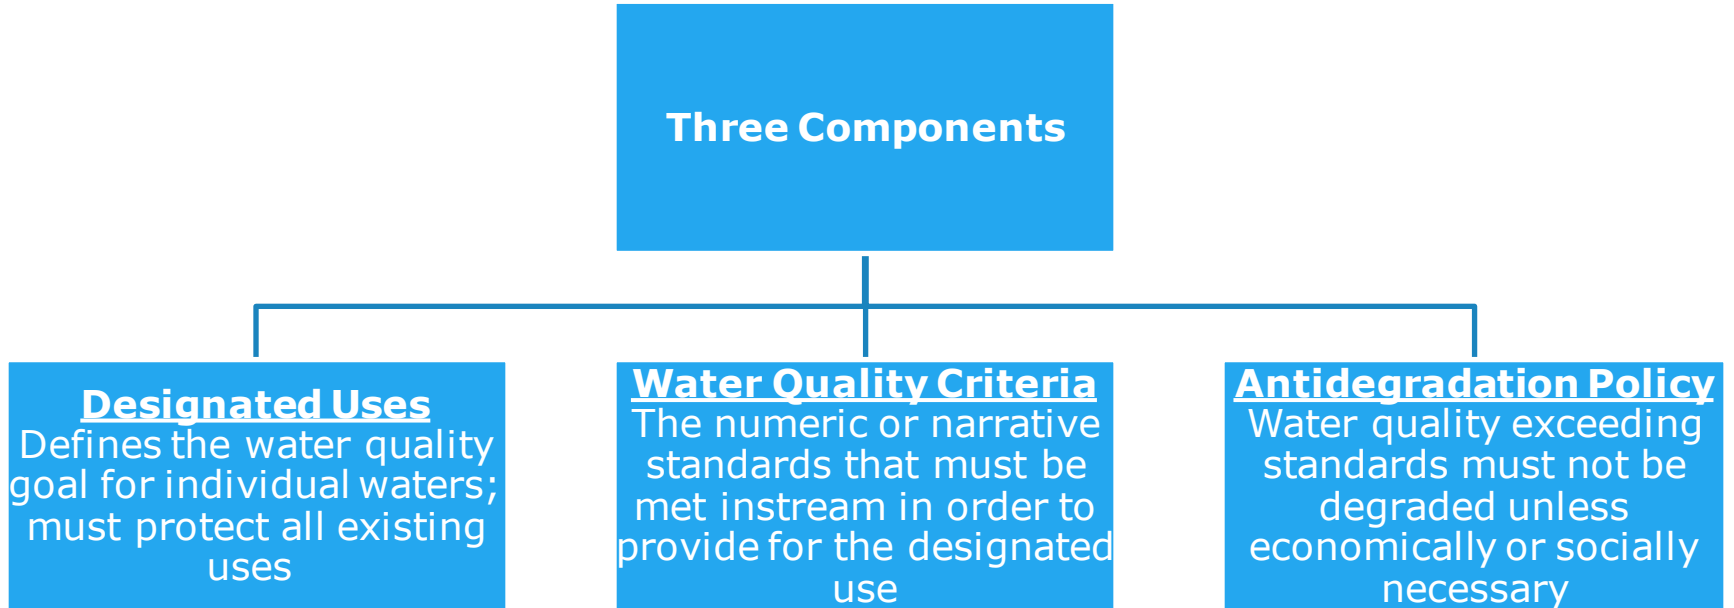 Three Components
Designated Uses
Defines the water quality
goal for individual waters;
must protect all existing
uses
Water Quality Criteria
The numeric or narrative
standards that must be
met instream in order to
provide for the designated
use
Antidegradation Policy
Water quality exceeding
standards must not be
degraded unless
economically or socially
necessary